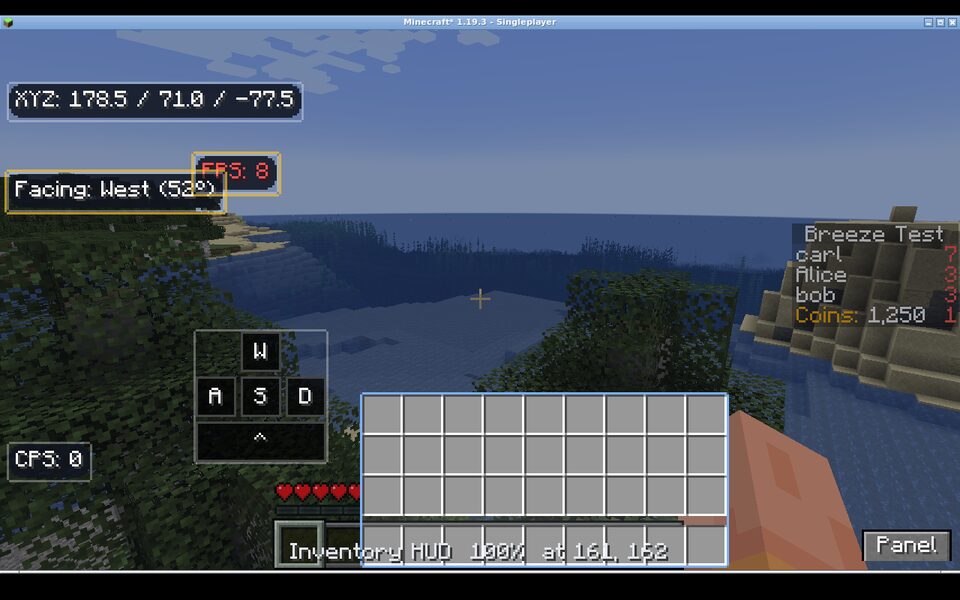 Minecraft* 1.19.3 - Singleplayer
XYZ: 178.5 / 71.0 / -77.5
FPS: 8
Facing: West (52°)
Breeze Test
carl 7
Alice 3
bob 3
Coins: 1,250 1
W
A S D
^
CPS: 0
Inventory HUD 100% at 161, 162
Panel